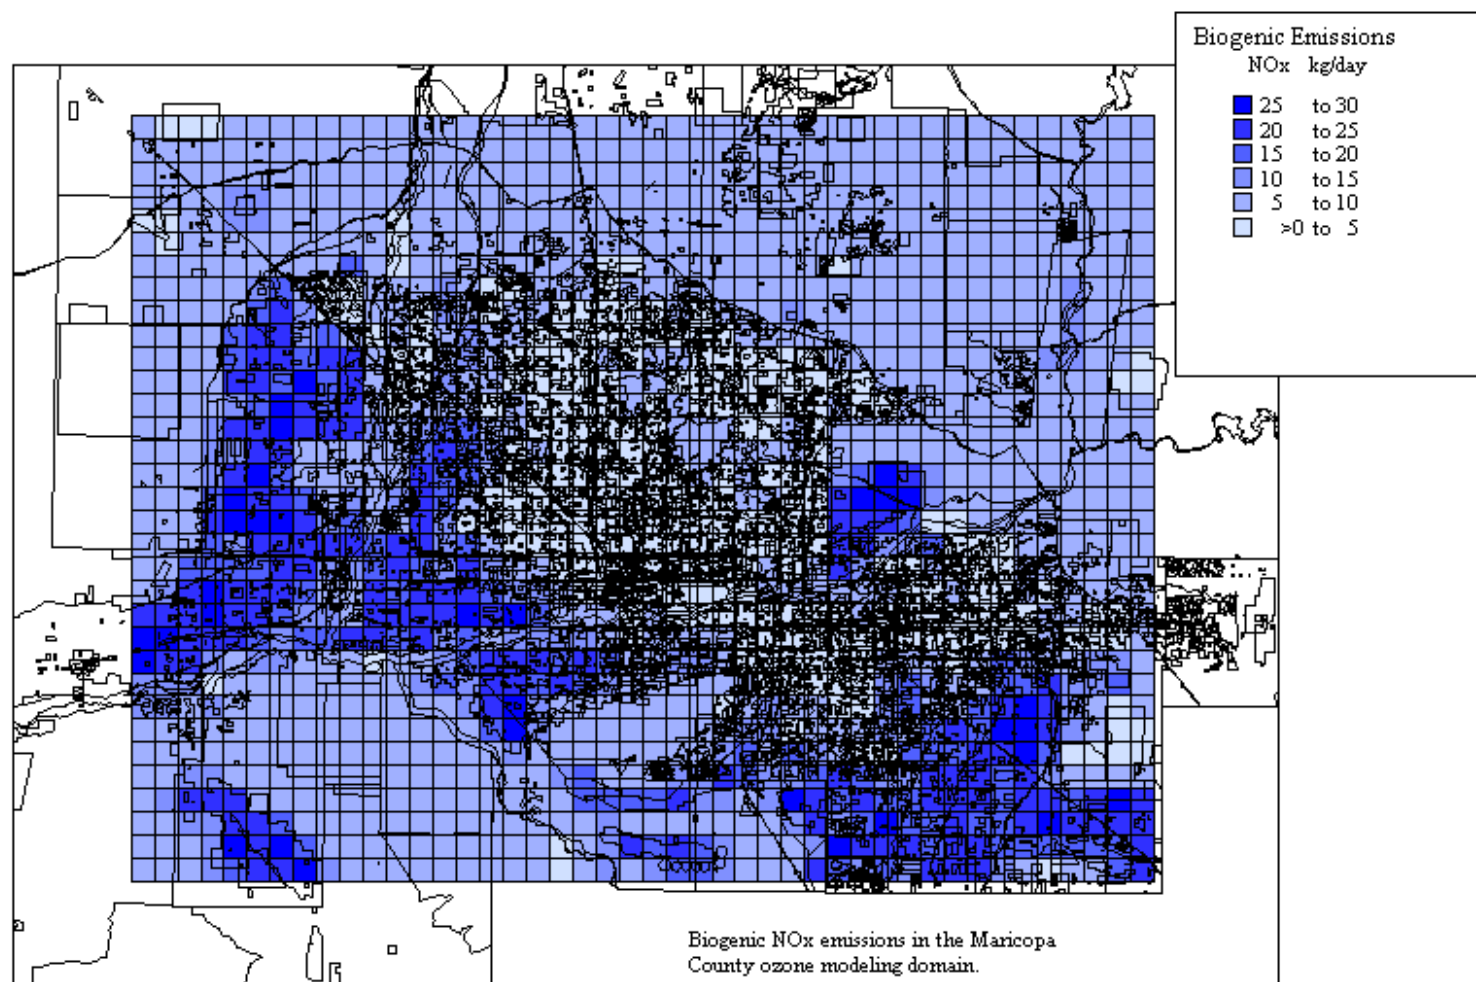 Biogenic Emissions
NOx kg/day
25 to 30
20 to 25
15 to 20
10 to 15
5 to 10
>0 to 5
Biogenic NOx emissions in the Maricopa
County ozone modeling domain.